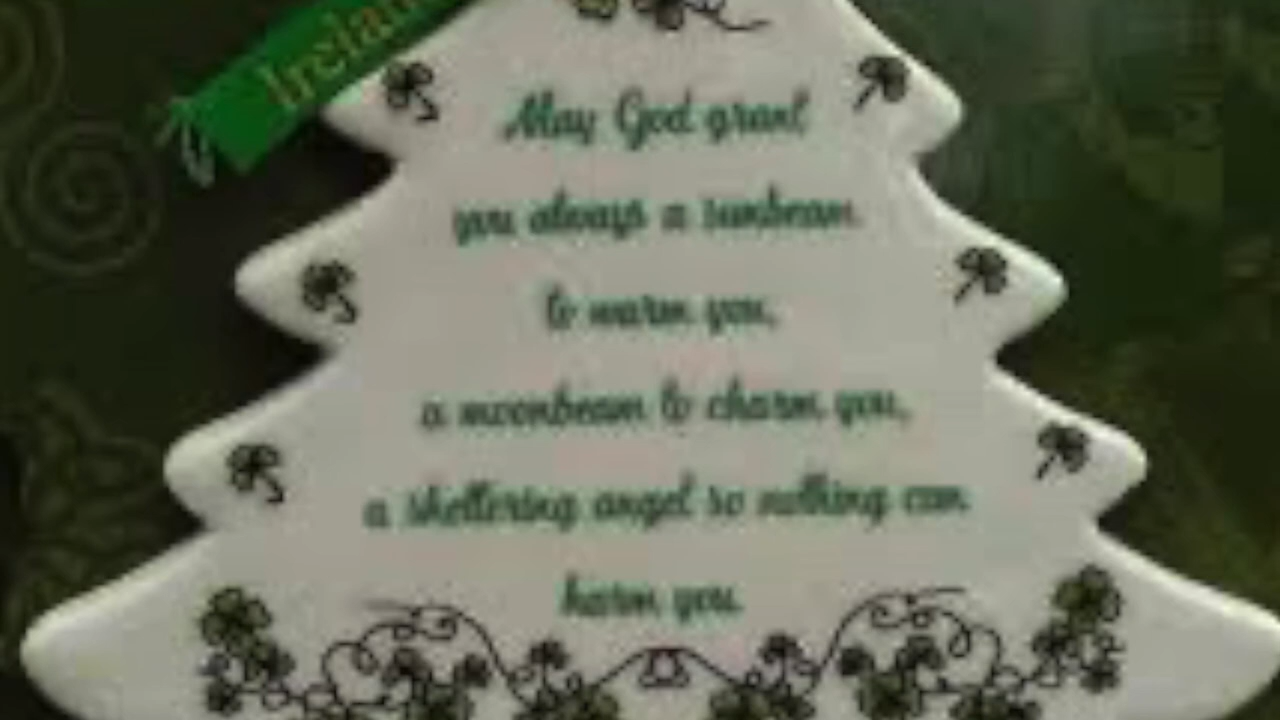 Ireland
May God grant
you always a sunbeam
to warm you,
a moonbeam to charm you,
a sheltering angel so nothing can
harm you.